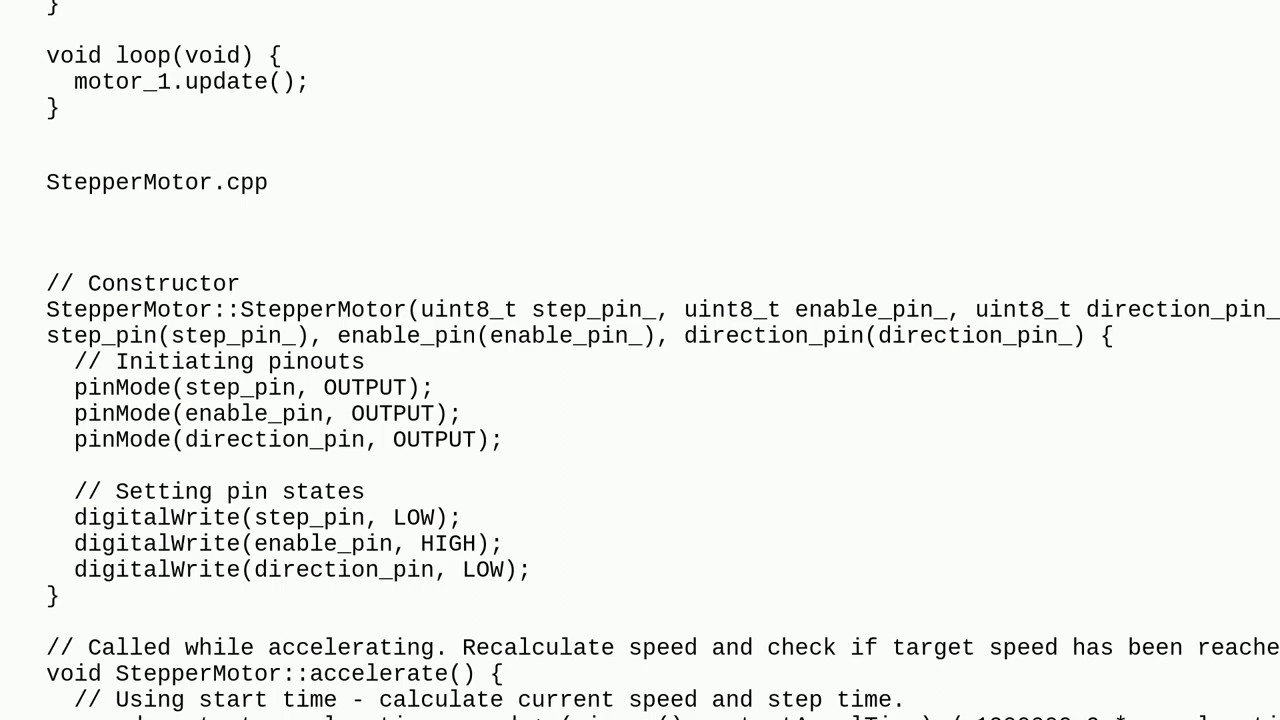 }
void loop(void) {
  motor_1.update();
}
StepperMotor.cpp
// Constructor
StepperMotor::StepperMotor(uint8_t step_pin_, uint8_t enable_pin_, uint8_t direction_pin_
step_pin(step_pin_), enable_pin(enable_pin_), direction_pin(direction_pin_) {
  // Initiating pinouts
  pinMode(step_pin, OUTPUT);
  pinMode(enable_pin, OUTPUT);
  pinMode(direction_pin, OUTPUT);
  // Setting pin states
  digitalWrite(step_pin, LOW);
  digitalWrite(enable_pin, HIGH);
  digitalWrite(direction_pin, LOW);
}
// Called while accelerating. Recalculate speed and check if target speed has been reache
void StepperMotor::accelerate() {
  // Using start time - calculate current speed and step time.